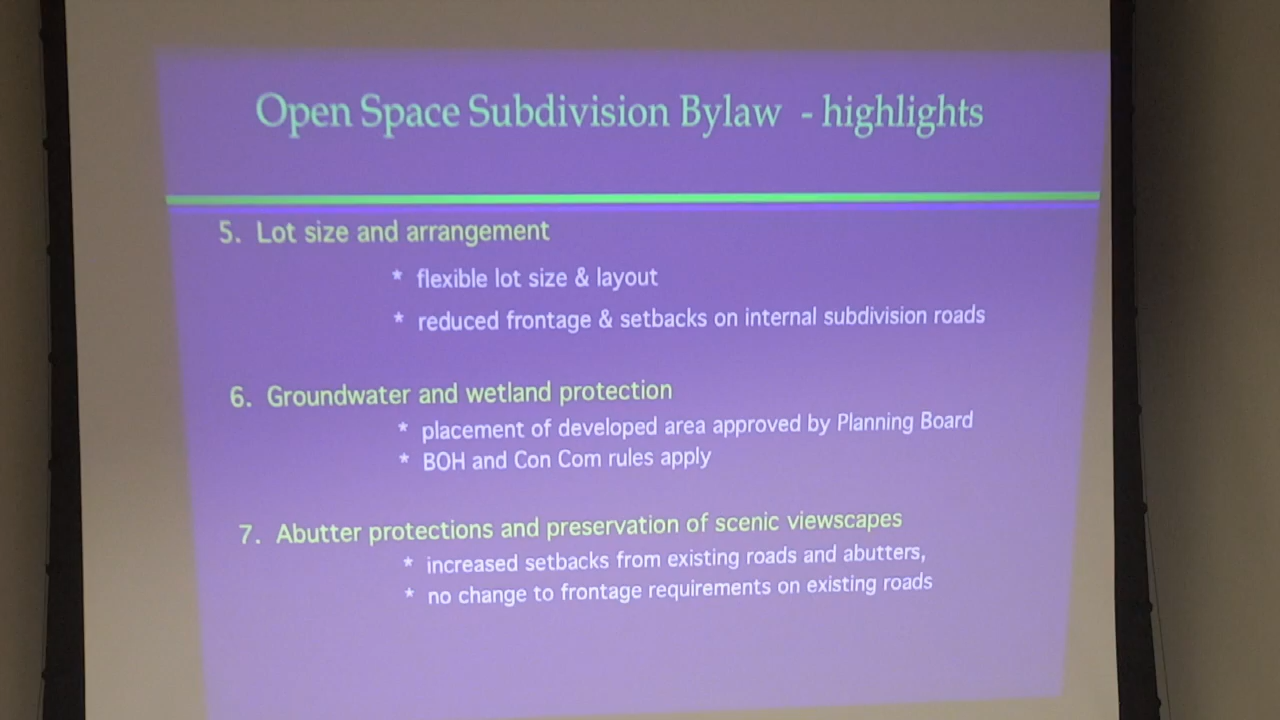 Open Space Subdivision Bylaw - highlights
5. Lot size and arrangement
* flexible lot size & layout
* reduced frontage & setbacks on internal subdivision roads
6. Groundwater and wetland protection
* placement of developed area approved by Planning Board
* BOH and Con Com rules apply
7. Abutter protections and preservation of scenic viewscapes
* increased setbacks from existing roads and abutters,
* no change to frontage requirements on existing roads